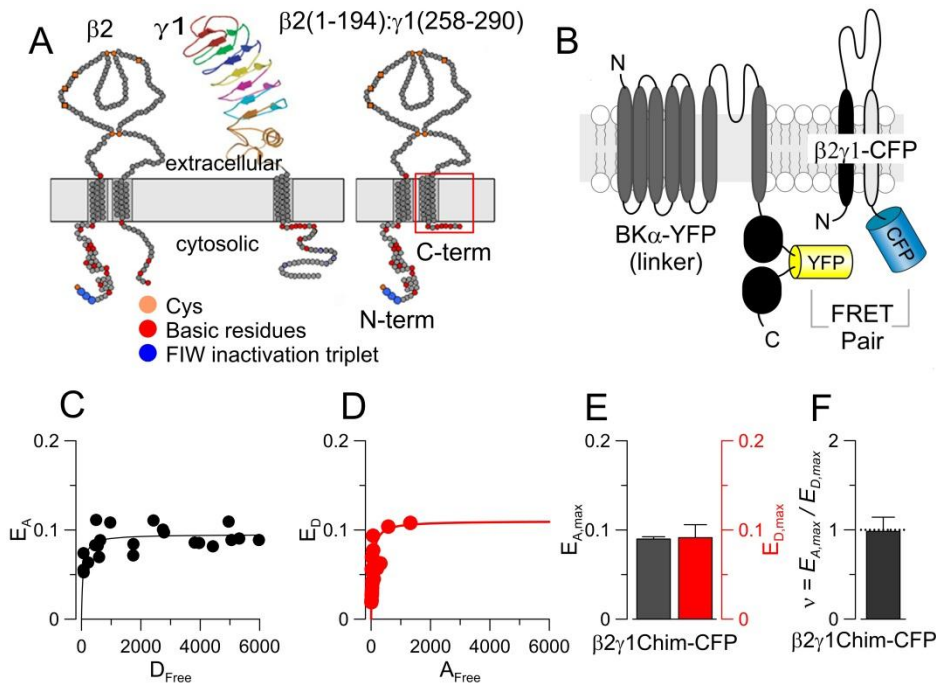 A
β2
γ1
β2(1-194):γ1(258-290)
extracellular
cytosolic
C-term
N-term
Cys
Basic residues
FIW inactivation triplet
B
N
β2γ1-CFP
BKα-YFP
(linker)
N
CFP
YFP
C
FRET
Pair
C
0.2
0.1
0
E_A
0 2000 4000 6000
D_Free
D
0.2
0.1
0
E_D
0 2000 4000 6000
A_Free
E
0.2
0.1
0
E_A,max
0.2
0.1
0
E_D,max
β2γ1Chim-CFP
F
2
1
0
ν = E_A,max / E_D,max
β2γ1Chim-CFP